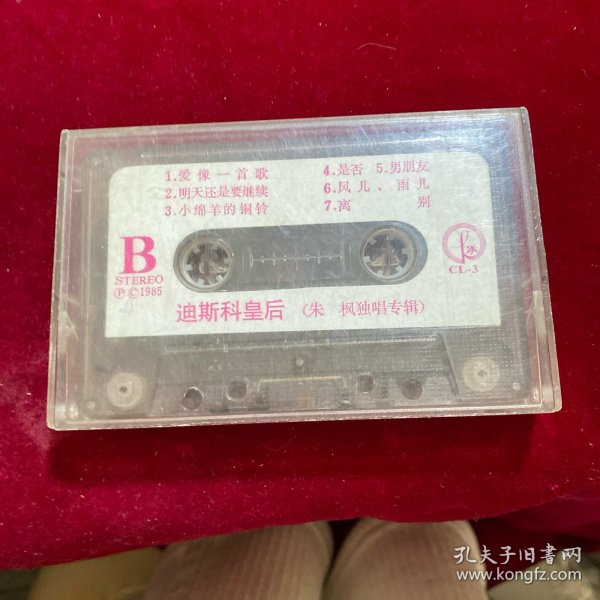 1.爱像一首歌
2.明天还是要继续
3.小绵羊的铜铃
4.是否 5.男朋友
6.风儿、雨儿
7.离 别
B
STEREO
Ⓟ©1985
CL-3
迪斯科皇后 (朱 枫独唱专辑)
孔夫子旧书网
www.kongfz.com